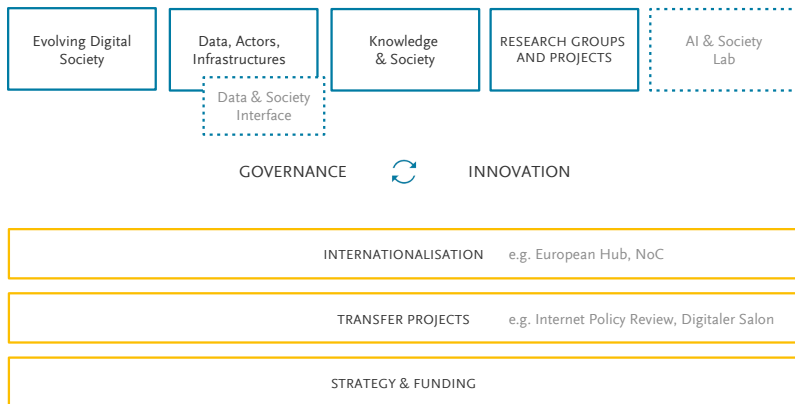 Evolving Digital
Society
Data, Actors,
Infrastructures
Knowledge
& Society
RESEARCH GROUPS
AND PROJECTS
AI & Society
Lab
Data & Society
Interface
GOVERNANCE
INNOVATION
INTERNATIONALISATION e.g. European Hub, NoC
TRANSFER PROJECTS e.g. Internet Policy Review, Digitaler Salon
STRATEGY & FUNDING